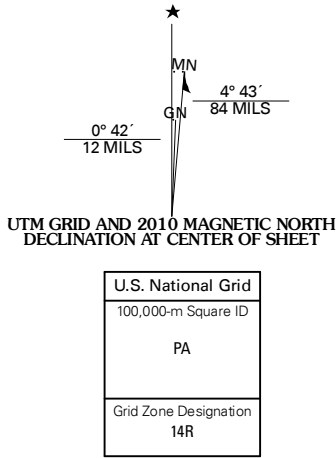 ★
MN
GN
4° 43´
84 MILS
0° 42´
12 MILS
UTM GRID AND 2010 MAGNETIC NORTH
DECLINATION AT CENTER OF SHEET
U.S. National Grid
100,000-m Square ID
PA
Grid Zone Designation
14R